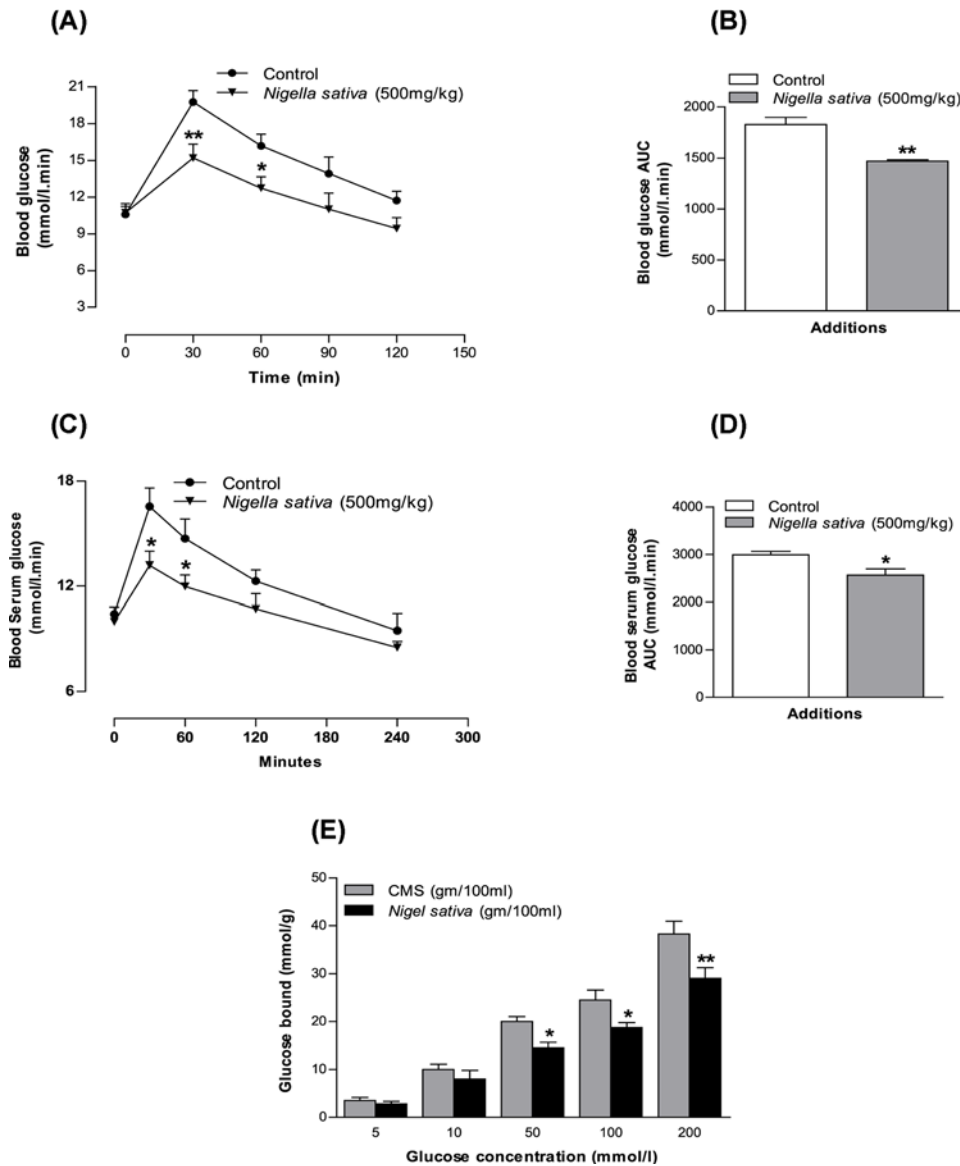 (A)
Control
Nigella sativa (500mg/kg)
Blood glucose
(mmol/l.min)
21
18
15
12
9
6
3
**
*
0 30 60 90 120 150
Time (min)
(B)
Control
Nigella sativa (500mg/kg)
Blood glucose AUC
(mmol/l.min)
2000
1500
1000
500
0
**
Additions
(C)
Control
Nigella sativa (500mg/kg)
Blood Serum glucose
(mmol/l.min)
18
12
6
*
*
0 60 120 180 240 300
Minutes
(D)
Control
Nigella sativa (500mg/kg)
Blood serum glucose
AUC (mmol/l.min)
4000
3000
2000
1000
0
*
Additions
(E)
CMS (gm/100ml)
Nigel sativa (gm/100ml)
Glucose bound (mmol/g)
50
40
30
20
10
0
*
*
**
5 10 50 100 200
Glucose concentration (mmol/l)